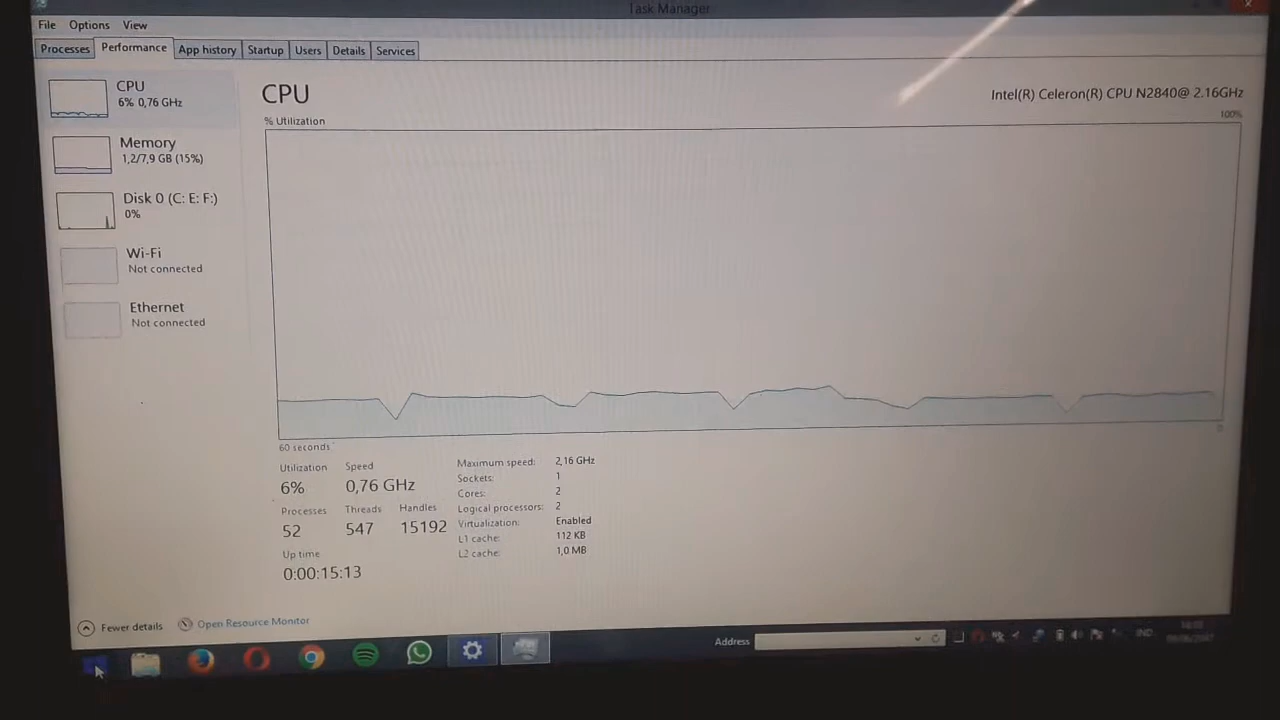 Task Manager
File Options View
Processes Performance App history Startup Users Details Services
CPU
6% 0,76 GHz
Memory
1,2/7,9 GB (15%)
Disk 0 (C: E: F:)
0%
Wi-Fi
Not connected
Ethernet
Not connected
CPU
Intel(R) Celeron(R) CPU N2840@ 2.16GHz
% Utilization
100%
60 seconds
0
Utilization
6%
Speed
0,76 GHz
Processes
52
Threads
547
Handles
15192
Up time
0:00:15:13
Maximum speed: 2,16 GHz
Sockets: 1
Cores: 2
Logical processors: 2
Virtualization: Enabled
L1 cache: 112 KB
L2 cache: 1,0 MB
Fewer details
Open Resource Monitor
Address
IND